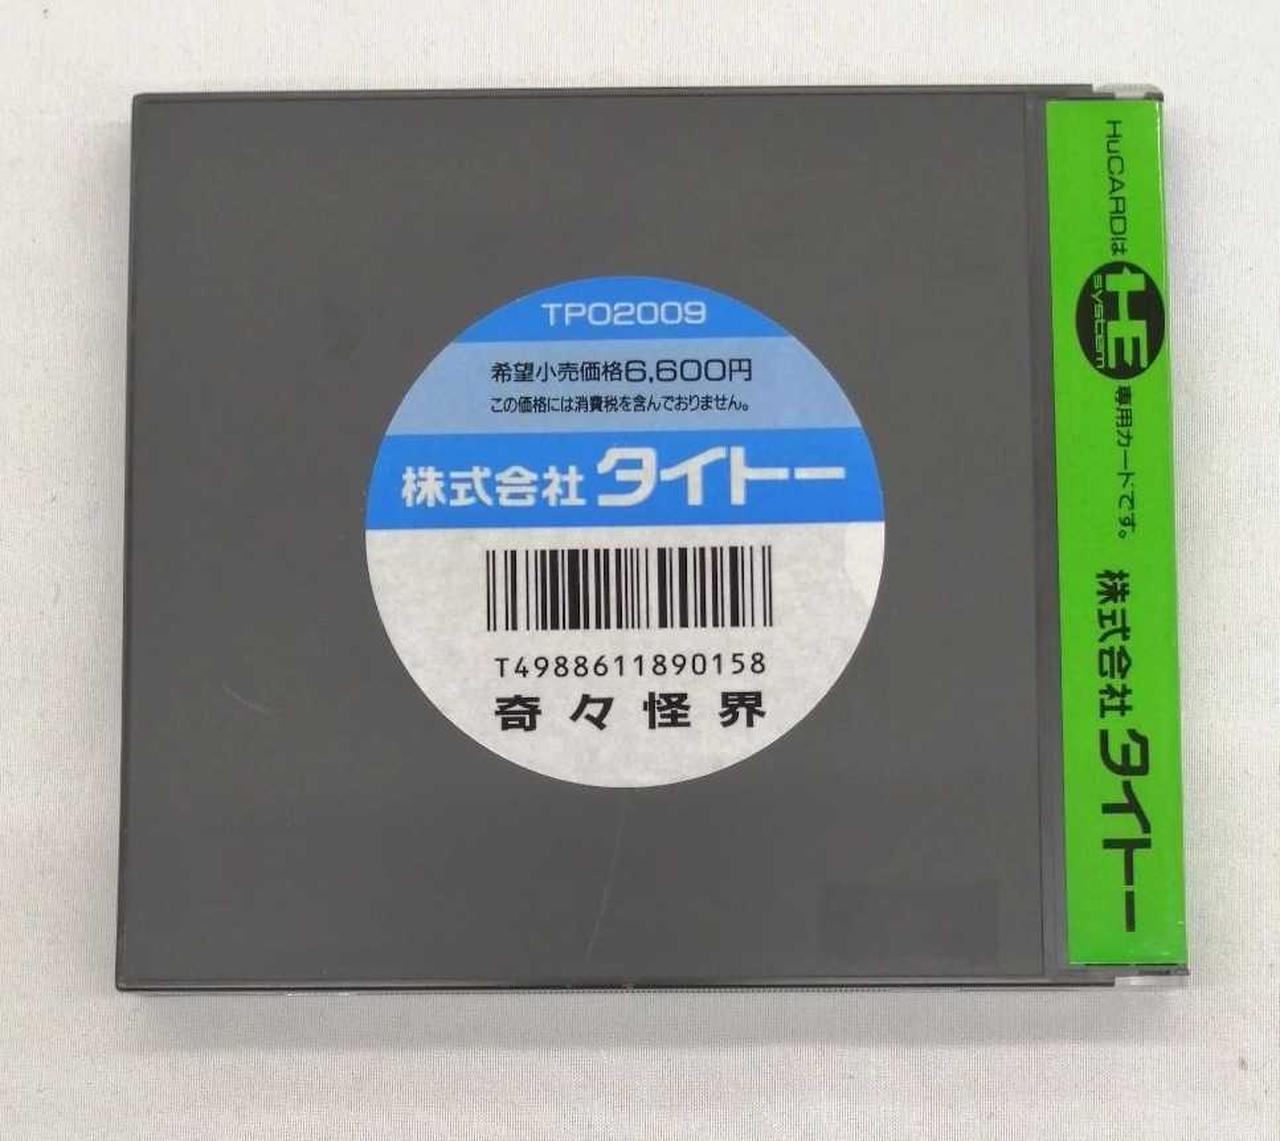 TP02009
希望小売価格6,600円
この価格には消費税を含んでおりません。
株式会社タイトー
T4988611890158
奇々怪界
HuCARDは HE system 専用カードです。 株式会社タイトー